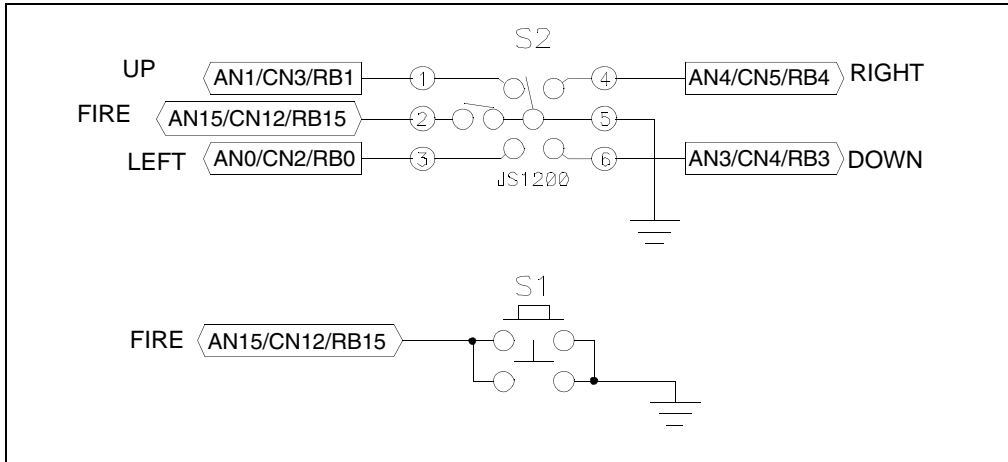 S2
UP AN1/CN3/RB1 1 4 AN4/CN5/RB4 RIGHT
FIRE AN15/CN12/RB15 2 5
LEFT AN0/CN2/RB0 3 6 AN3/CN4/RB3 DOWN
JS1200
S1
FIRE AN15/CN12/RB15